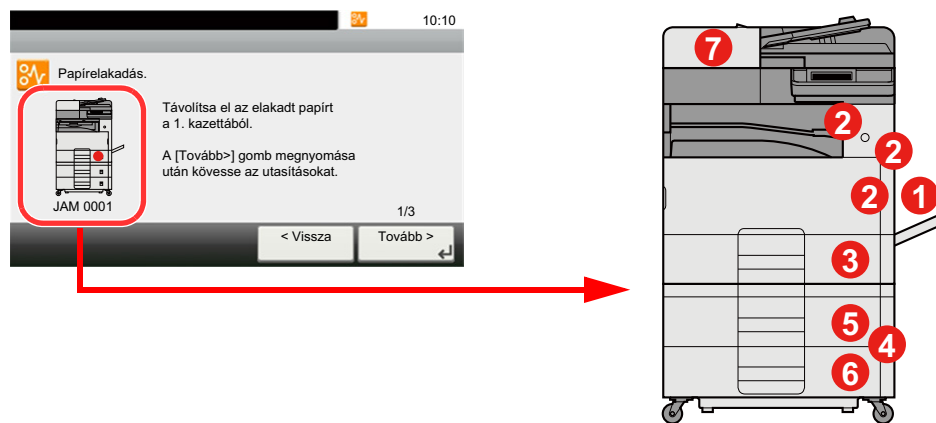 10:10
Papírelakadás.
Távolítsa el az elakadt papírt
a 1. kazettából.
A [Tovább>] gomb megnyomása
után kövesse az utasításokat.
JAM 0001
1/3
< Vissza
Tovább >
7
2
2
2
1
3
5
4
6